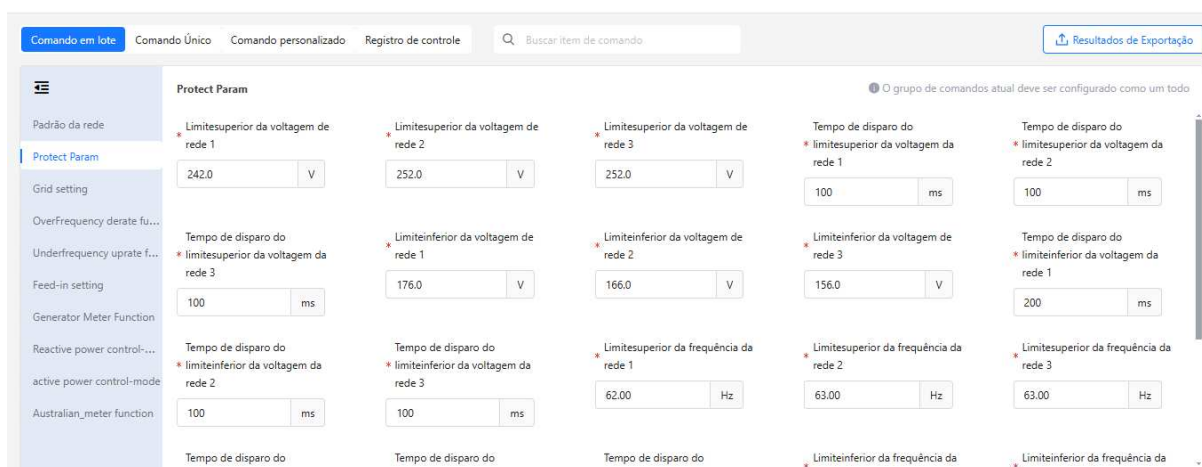 Comando em lote Comando Único Comando personalizado Registro de controle Buscar item de comando Resultados de Exportação
Protect Param O grupo de comandos atual deve ser configurado como um todo
Padrão da rede
Protect Param
Grid setting
OverFrequency derate fu...
Underfrequency uprate f...
Feed-in setting
Generator Meter Function
Reactive power control-...
active power control-mode
Australian_meter function
* Limitesuperior da voltagem de
rede 1
242.0 V
* Limitesuperior da voltagem de
rede 2
252.0 V
* Limitesuperior da voltagem de
rede 3
252.0 V
Tempo de disparo do
* limitesuperior da voltagem da
rede 1
100 ms
Tempo de disparo do
* limitesuperior da voltagem da
rede 2
100 ms
Tempo de disparo do
* limitesuperior da voltagem da
rede 3
100 ms
* Limiteinferior da voltagem de
rede 1
176.0 V
* Limiteinferior da voltagem de
rede 2
166.0 V
* Limiteinferior da voltagem de
rede 3
156.0 V
Tempo de disparo do
* limiteinferior da voltagem da
rede 1
200 ms
Tempo de disparo do
* limiteinferior da voltagem da
rede 2
100 ms
Tempo de disparo do
* limiteinferior da voltagem da
rede 3
100 ms
* Limitesuperior da frequência da
rede 1
62.00 Hz
* Limitesuperior da frequência da
rede 2
63.00 Hz
* Limitesuperior da frequência da
rede 3
63.00 Hz
Tempo de disparo do
Tempo de disparo do
Tempo de disparo do
* Limiteinferior da frequência da
* Limiteinferior da frequência da